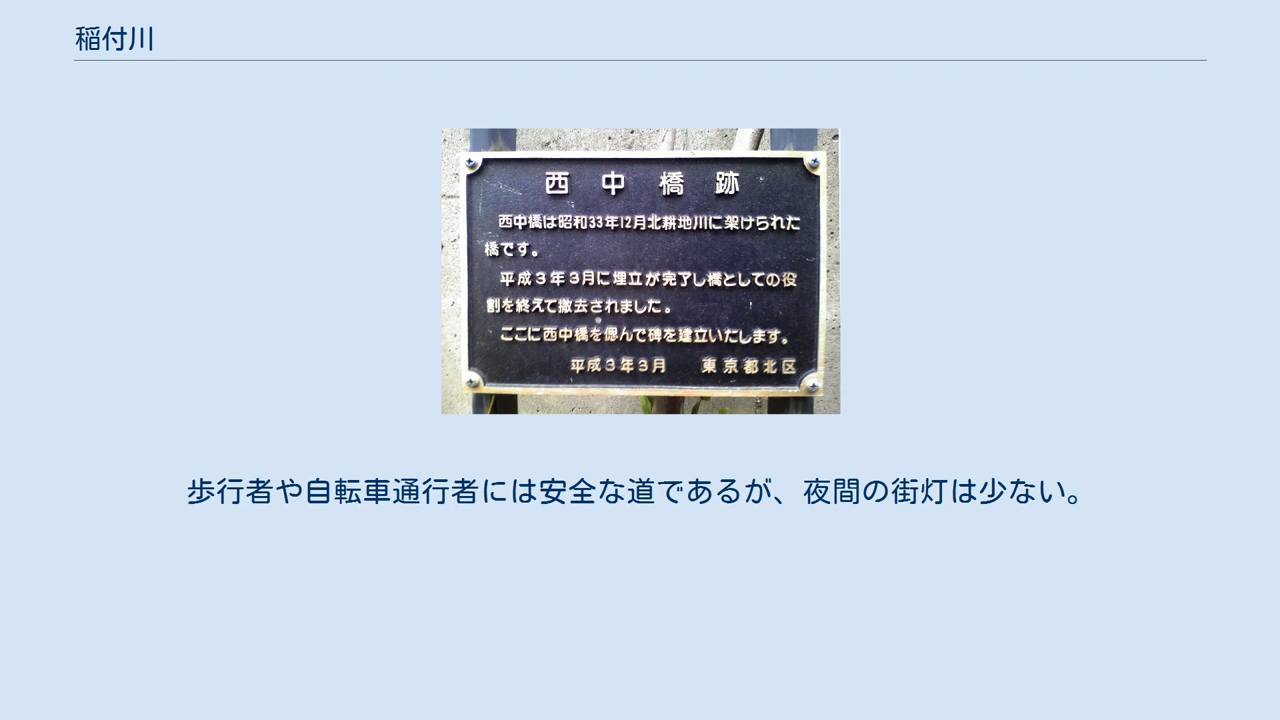 稲付川
西中橋跡
西中橋は昭和33年12月北耕地川に架けられた
橋です。
平成3年3月に埋立が完了し橋としての役
割を終えて撤去されました。
ここに西中橋を偲んで碑を建立いたします。
平成3年3月 東京都北区
歩行者や自転車通行者には安全な道であるが、夜間の街灯は少ない。